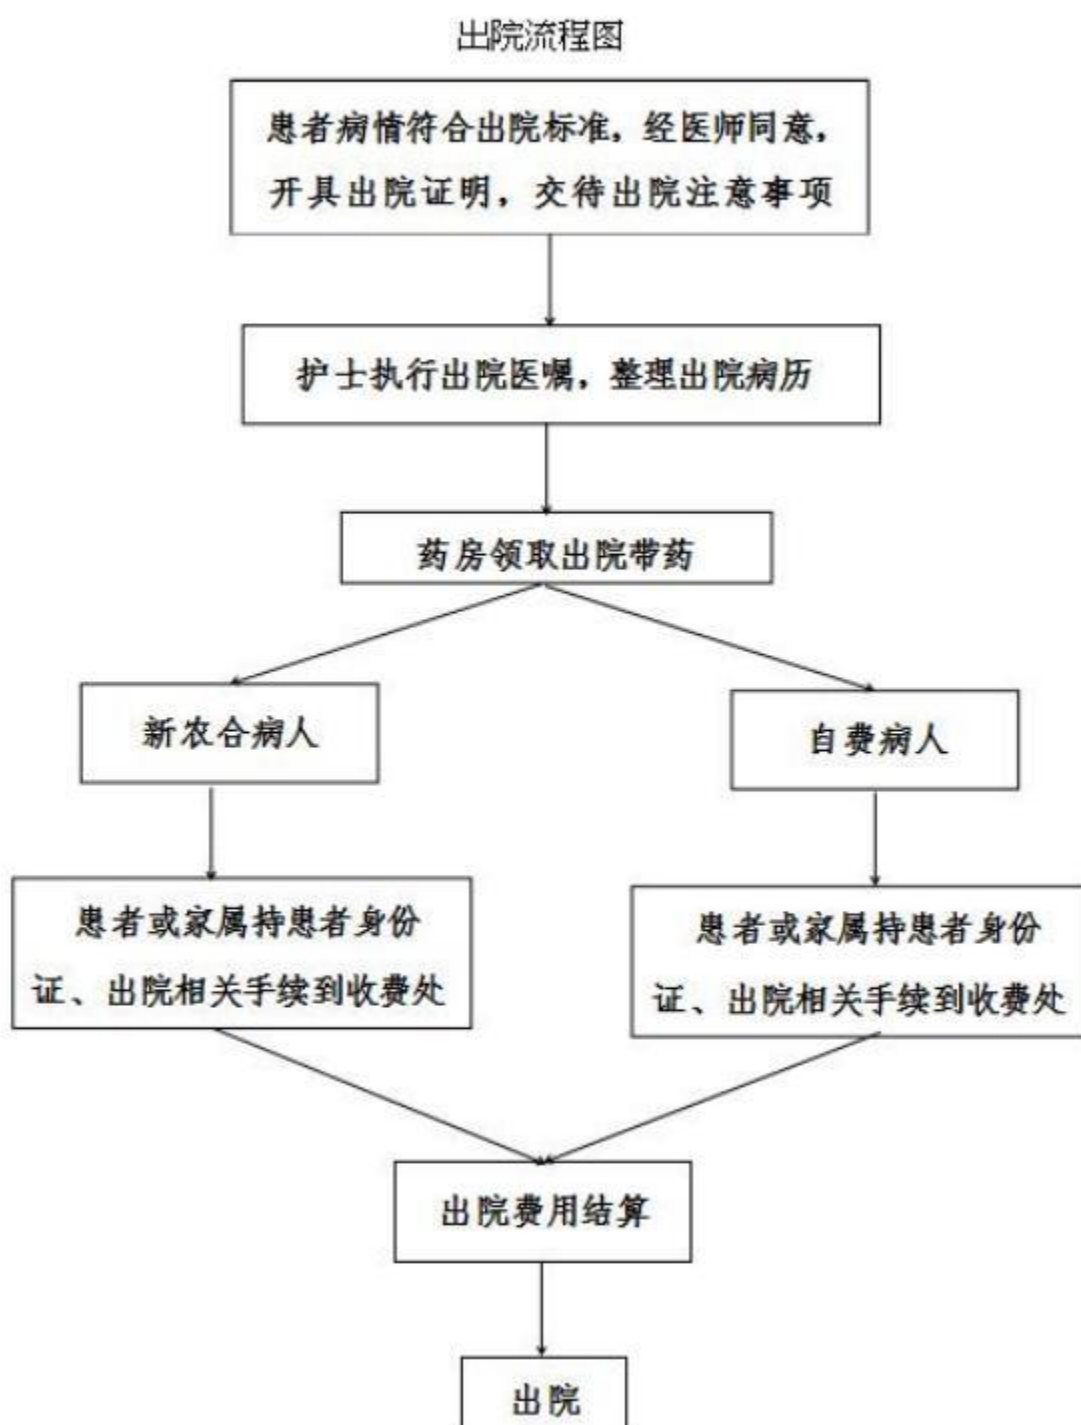 出院流程图
患者病情符合出院标准，经医师同意，
开具出院证明，交待出院注意事项
护士执行出院医嘱，整理出院病历
药房领取出院带药
新农合病人
自费病人
患者或家属持患者身份
证、出院相关手续到收费处
患者或家属持患者身份
证、出院相关手续到收费处
出院费用结算
出院